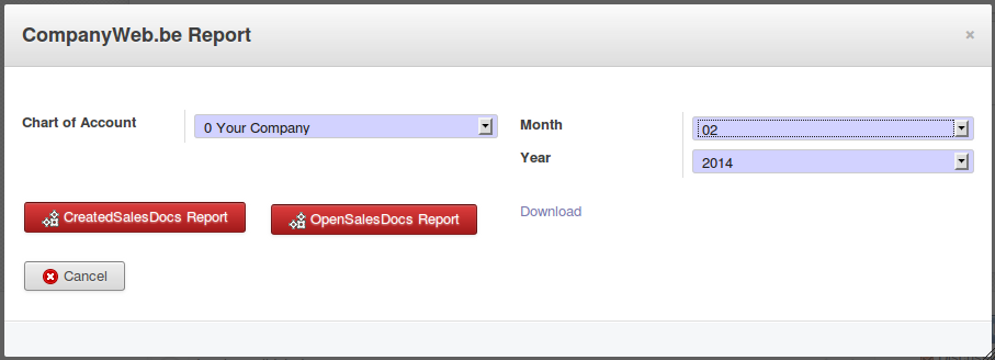 CompanyWeb.be Report
×
Chart of Account
0 Your Company
Month
02
Year
2014
CreatedSalesDocs Report
OpenSalesDocs Report
Download
Cancel